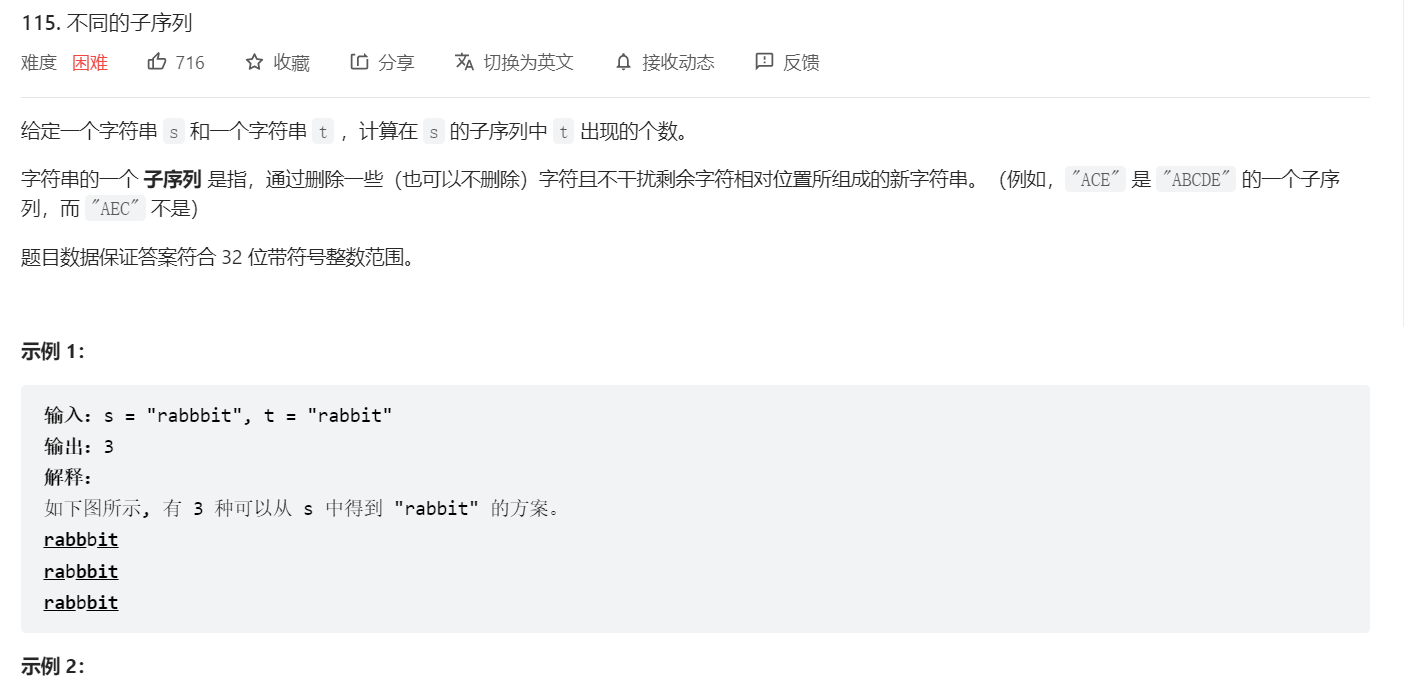 115. 不同的子序列
难度 困难 716 收藏 分享 切换为英文 接收动态 反馈
给定一个字符串 s 和一个字符串 t ，计算在 s 的子序列中 t 出现的个数。
字符串的一个 子序列 是指，通过删除一些（也可以不删除）字符且不干扰剩余字符相对位置所组成的新字符串。（例如，"ACE" 是 "ABCDE" 的一个子序
列，而 "AEC" 不是）
题目数据保证答案符合 32 位带符号整数范围。
示例 1：
输入：s = "rabbbit", t = "rabbit"
输出：3
解释：
如下图所示, 有 3 种可以从 s 中得到 "rabbit" 的方案。
rabbbit
rabbbit
rabbbit
示例 2：